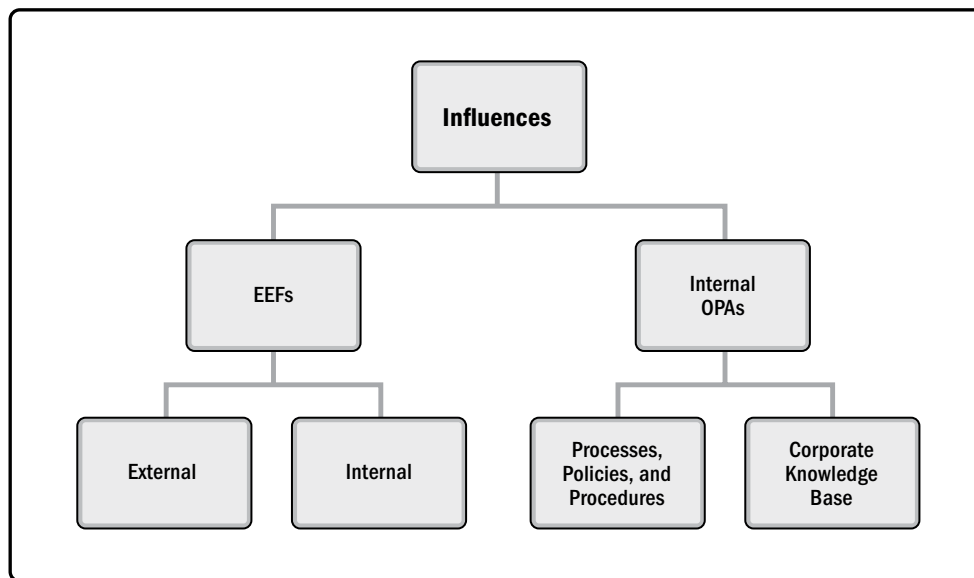 Influences
EEFs
Internal
OPAs
External
Internal
Processes,
Policies, and
Procedures
Corporate
Knowledge
Base